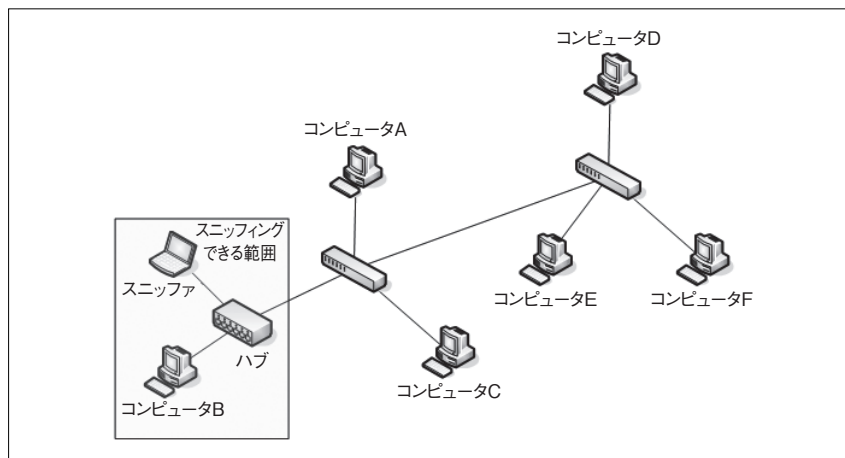 コンピュータD
コンピュータA
スニッフィング
できる範囲
スニッファ
コンピュータE
コンピュータF
ハブ
コンピュータC
コンピュータB